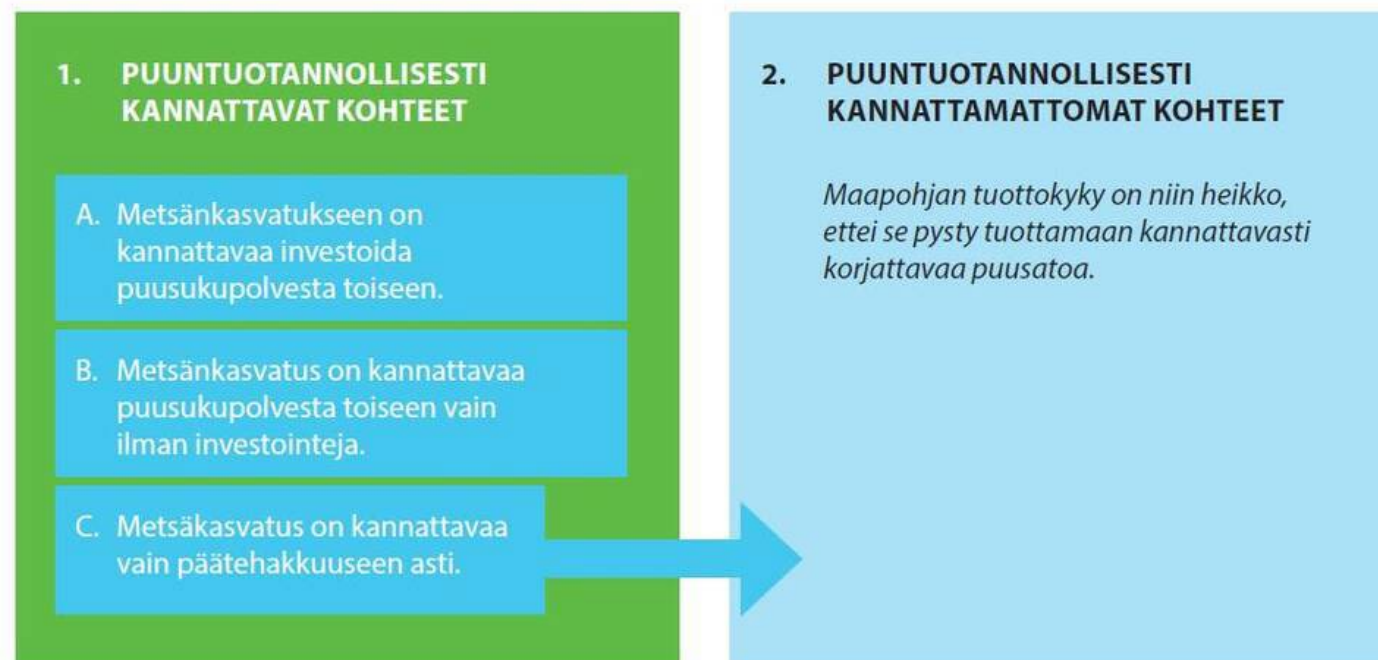 1. PUUNTUOTANNOLLISESTI
KANNATTAVAT KOHTEET
A. Metsänkasvatukseen on
kannattavaa investoida
puusukupolvesta toiseen.
B. Metsänkasvatus on kannattavaa
puusukupolvesta toiseen vain
ilman investointeja.
C. Metsäkasvatus on kannattavaa
vain päätehakkuuseen asti.
2. PUUNTUOTANNOLLISESTI
KANNATTAMATTOMAT KOHTEET
Maapohjan tuottokyky on niin heikko,
ettei se pysty tuottamaan kannattavasti
korjattavaa puusatoa.